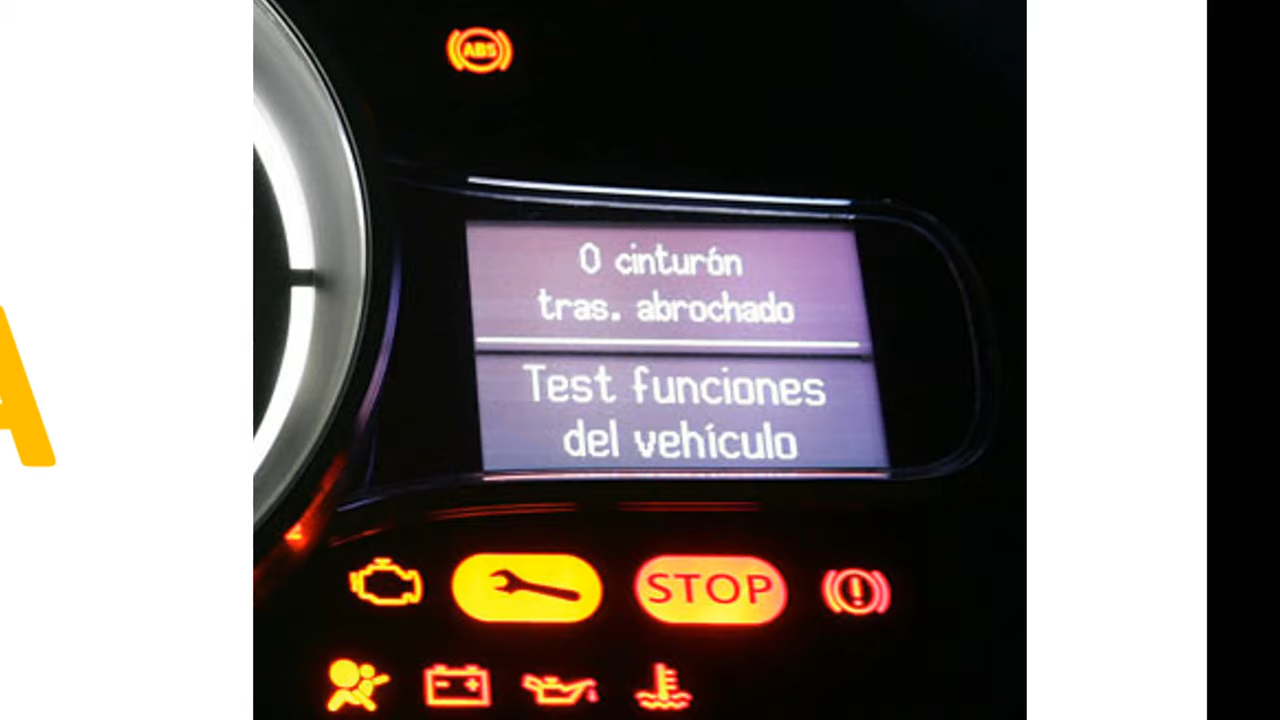 A
ABS
0 cinturón
tras. abrochado
Test funciones
del vehículo
STOP